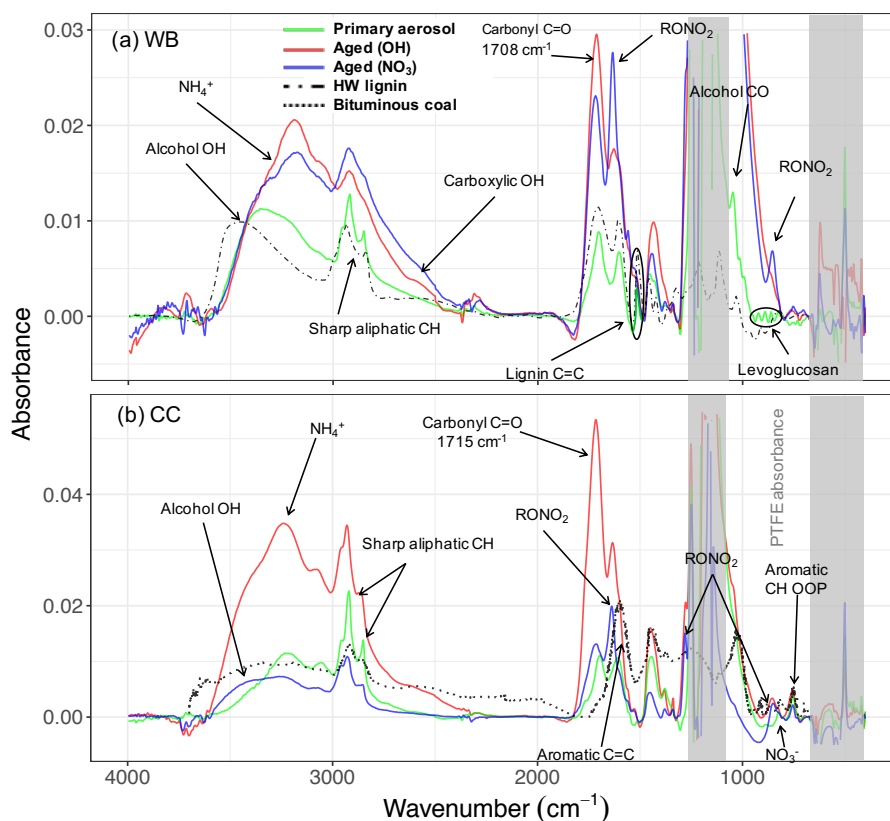 (a) WB
Primary aerosol
Aged (OH)
Aged (NO₃)
HW lignin
Bituminous coal
Carbonyl C=O
1708 cm⁻¹
RONO₂
NH₄⁺
Alcohol OH
Carboxylic OH
Alcohol CO
RONO₂
Sharp aliphatic CH
Lignin C=C
Levoglucosan
0.03
0.02
0.01
0.00
Absorbance
(b) CC
NH₄⁺
Carbonyl C=O
1715 cm⁻¹
Alcohol OH
Sharp aliphatic CH
RONO₂
PTFE absorbance
RONO₂
Aromatic
CH OOP
Aromatic C=C
NO₃⁻
0.04
0.02
0.00
4000 3000 2000 1000
Wavenumber (cm⁻¹)